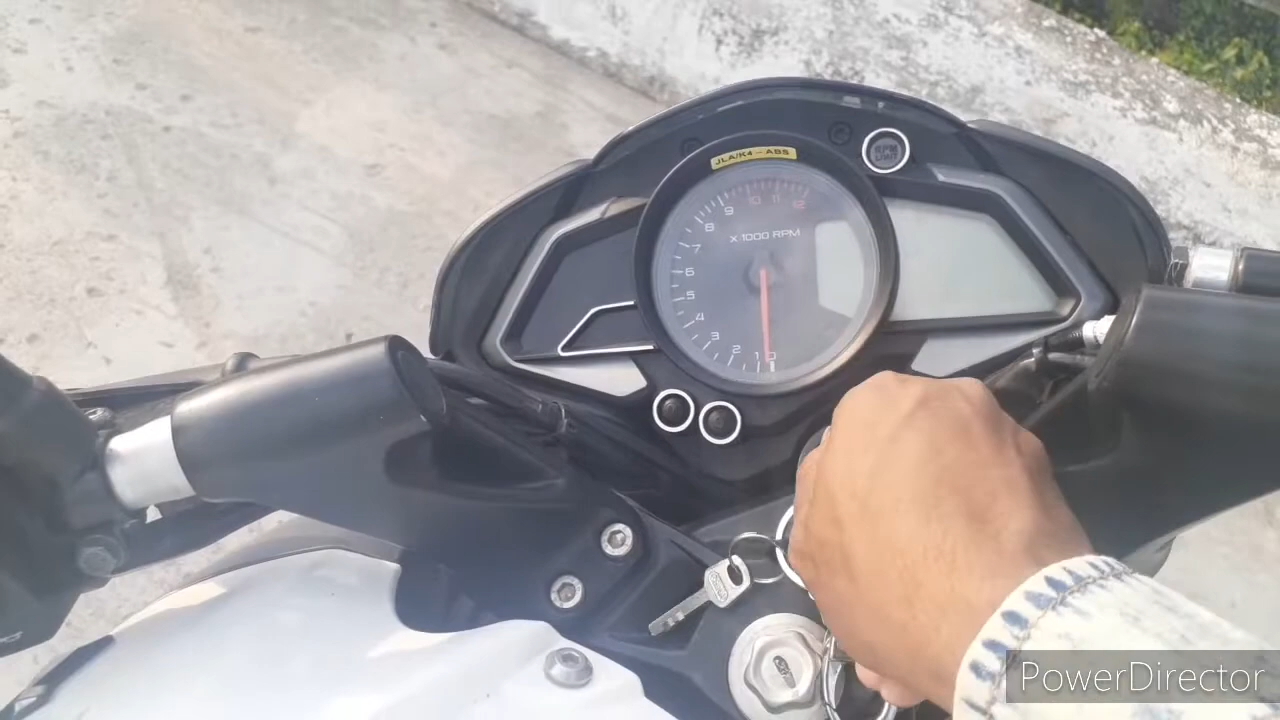 JLA/K4-ABS
RPM
LIMIT
10 11 12
9
8
X 1000 RPM
7
6
5
4
3
2
1 0
PowerDirector